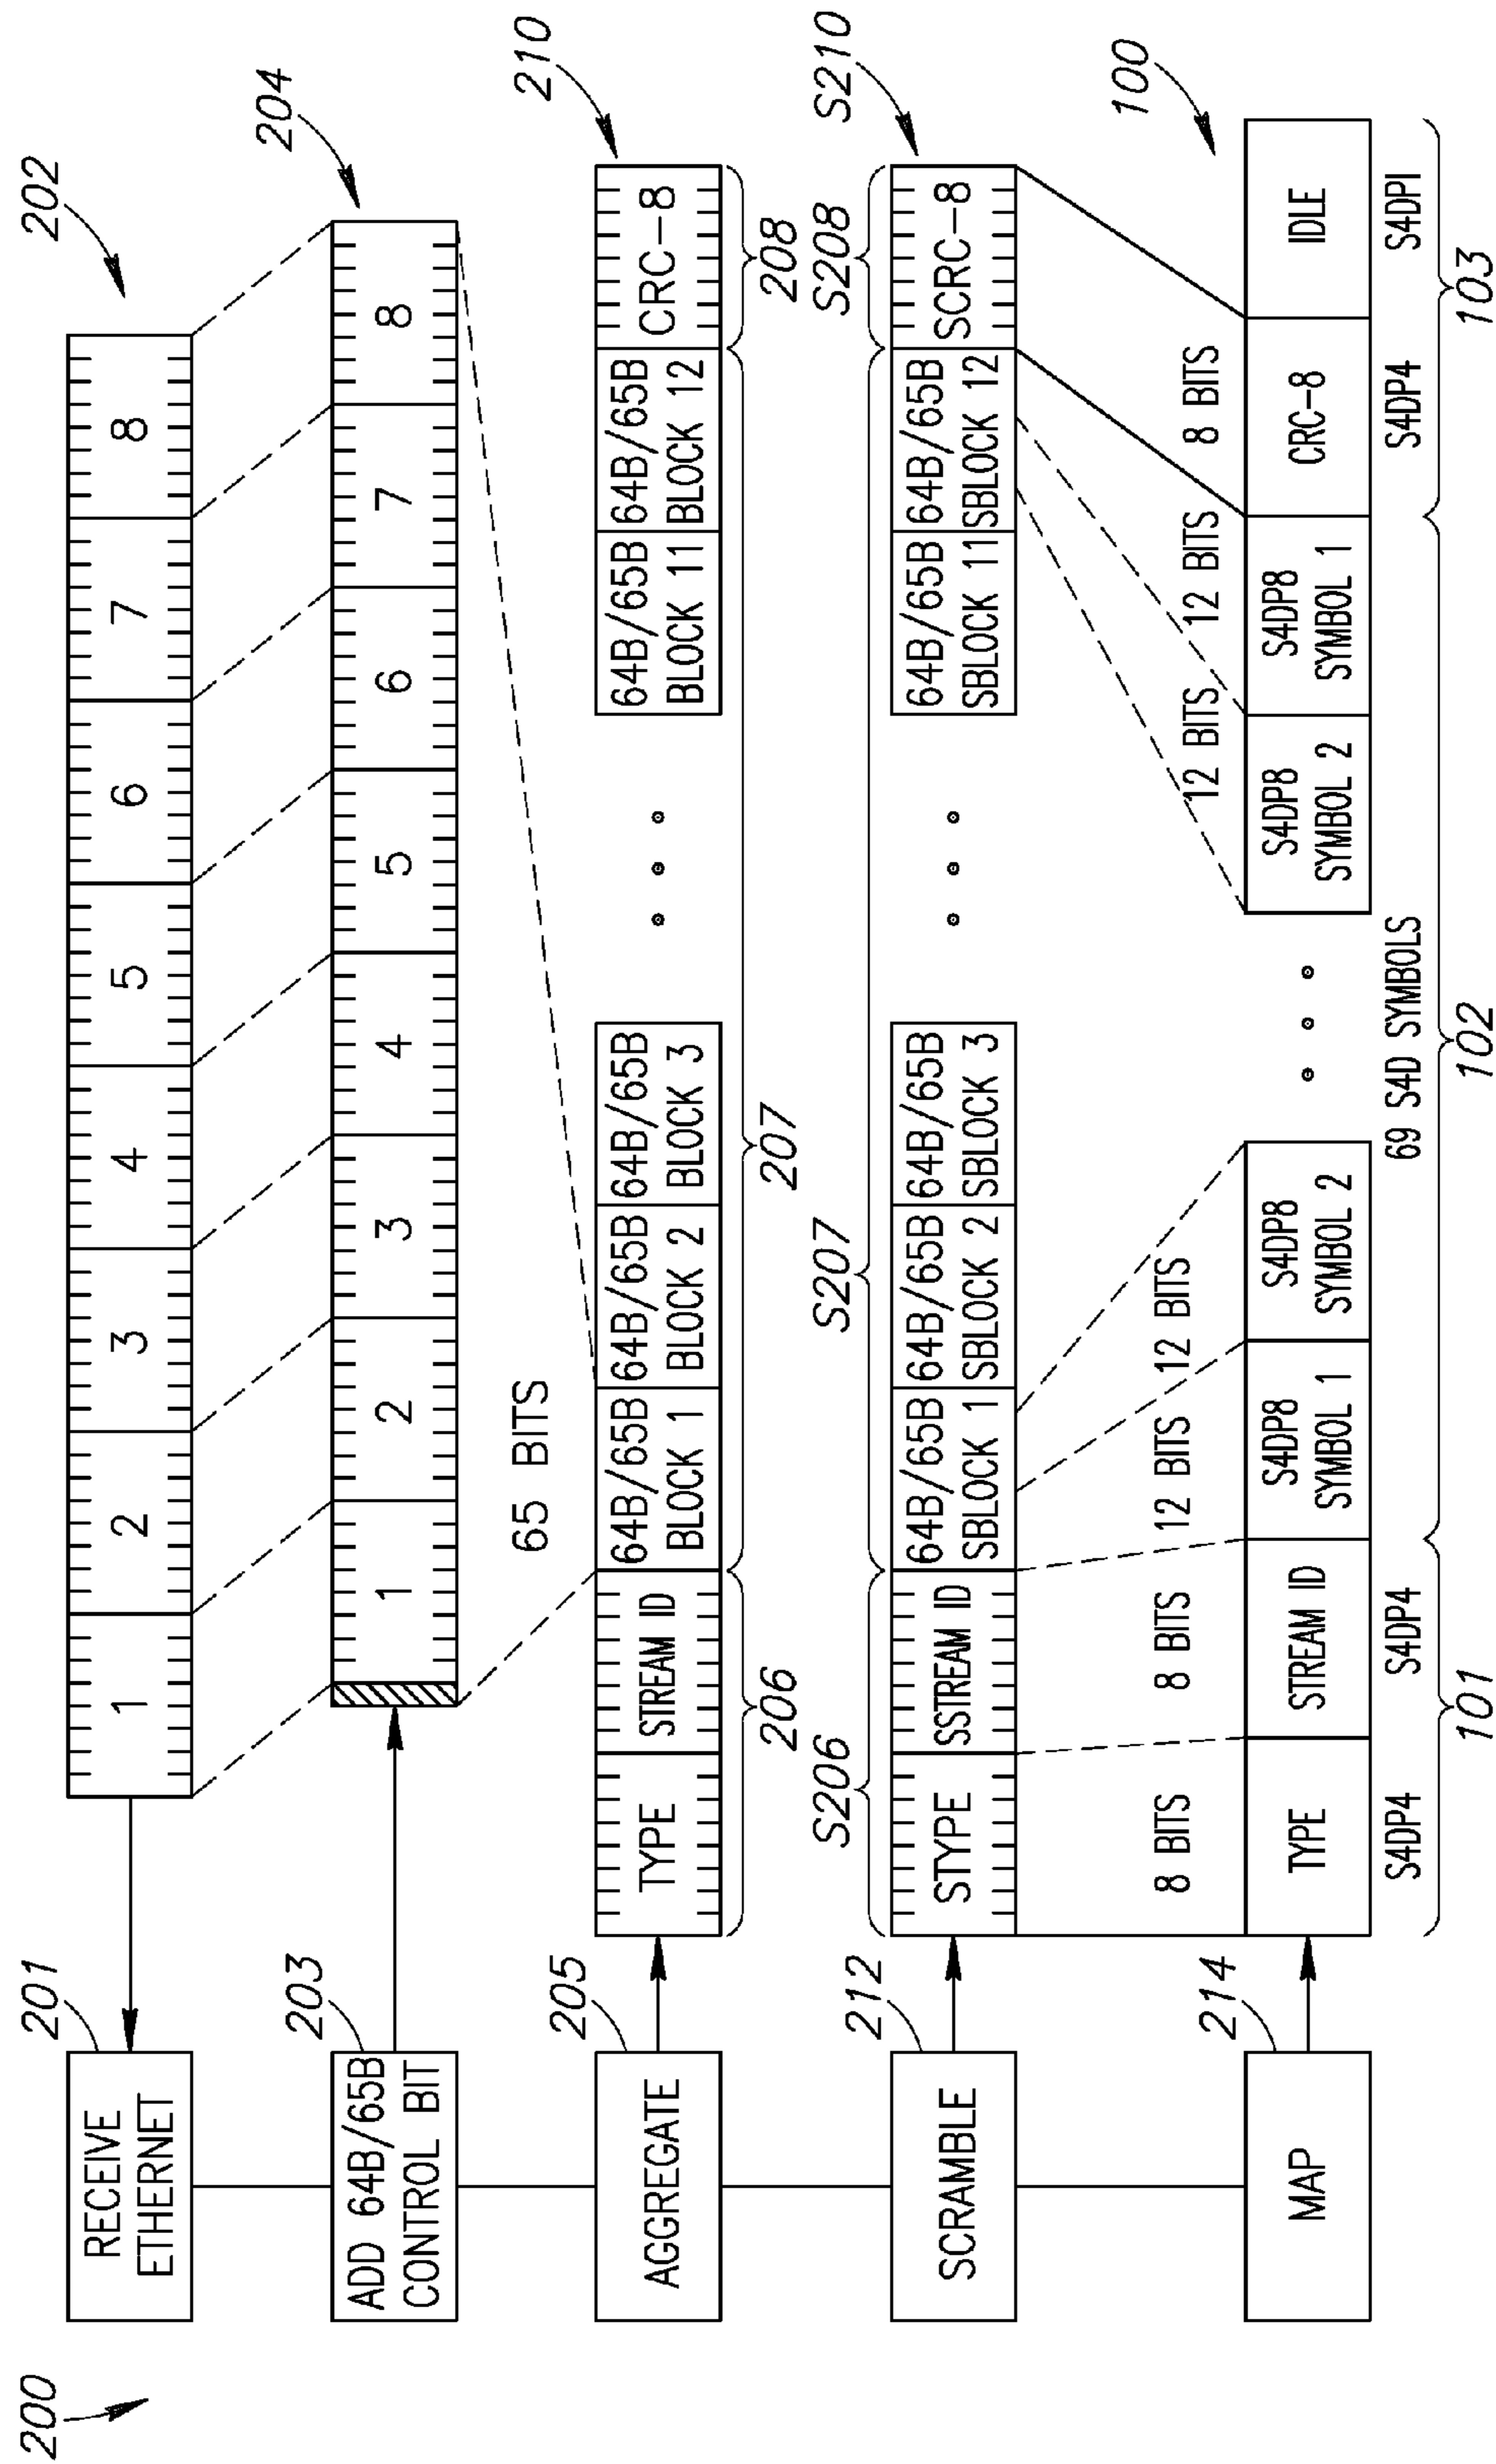 200
201
RECEIVE
ETHERNET
202
1 2 3 4 5 6 7 8
203
ADD 64B/65B
CONTROL BIT
204
1 2 3 4 5 6 7 8
65 BITS
205
AGGREGATE
210
TYPE STREAM ID 64B/65B 64B/65B 64B/65B 64B/65B 64B/65B CRC-8
BLOCK 1 BLOCK 2 BLOCK 3 BLOCK 11 BLOCK 12
206 207 208
212
SCRAMBLE
S206 S207 S208 S210
STYPE SSTREAM ID 64B/65B 64B/65B 64B/65B 64B/65B 64B/65B SCRC-8
SBLOCK 1 SBLOCK 2 SBLOCK 3 SBLOCK 11 SBLOCK 12
8 BITS 8 BITS 12 BITS 12 BITS 12 BITS 12 BITS 8 BITS
214
MAP
100
TYPE STREAM ID S4DP8 S4DP8 S4DP8 S4DP8 CRC-8 IDLE
SYMBOL 1 SYMBOL 2 SYMBOL 2 SYMBOL 1
S4DP4 S4DP4 69 S4D SYMBOLS S4DP4 S4DPI
101 102 103